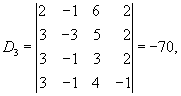 D₃ = | 2 −1 6 2 |
| 3 −3 5 2 |
| 3 −1 3 2 |
| 3 −1 4 −1 | = −70,